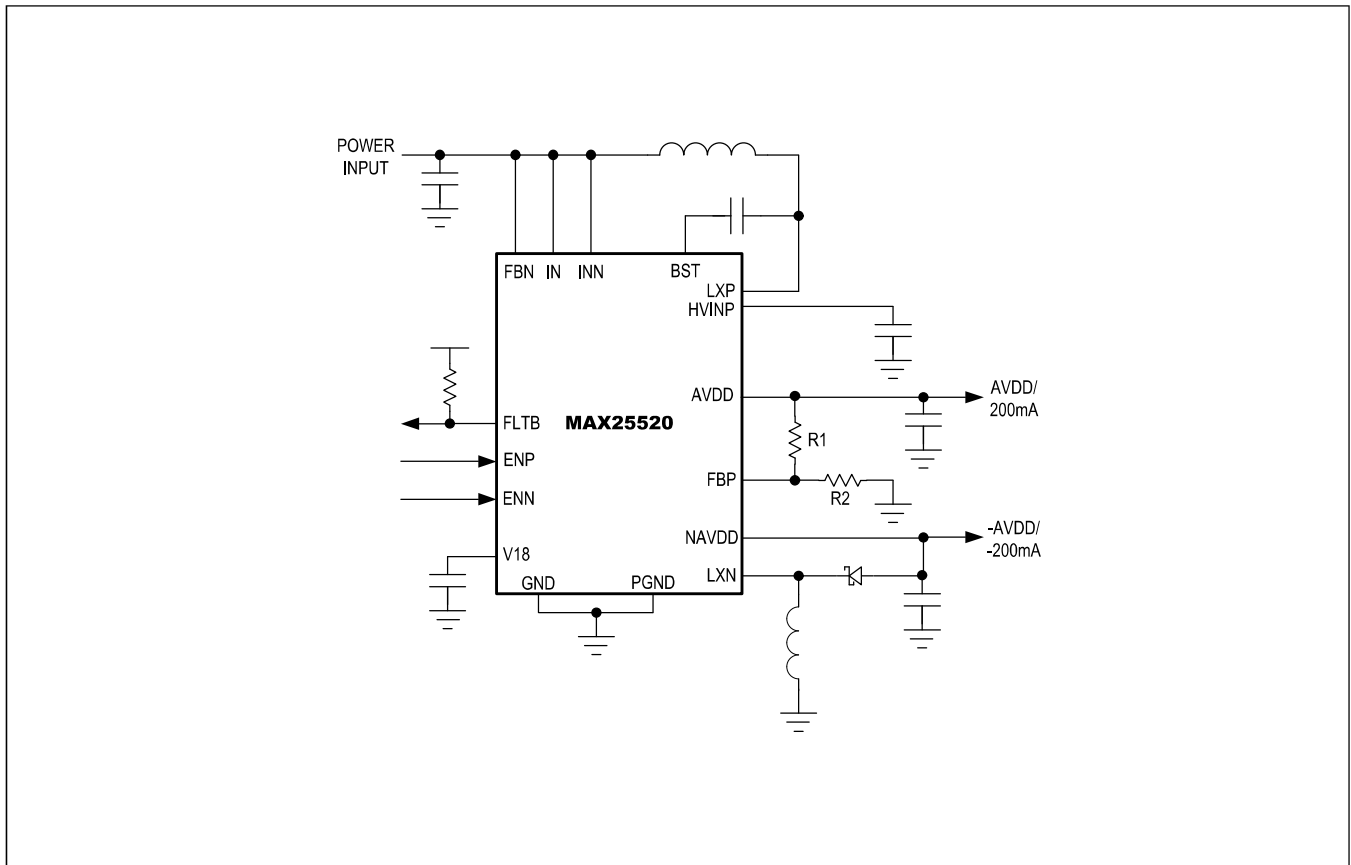 POWER
INPUT
FBN IN INN BST
LXP
HVINP
AVDD
AVDD/
200mA
FLTB MAX25520
R1
ENP
FBP
R2
ENN
NAVDD
-AVDD/
-200mA
V18
LXN
GND PGND